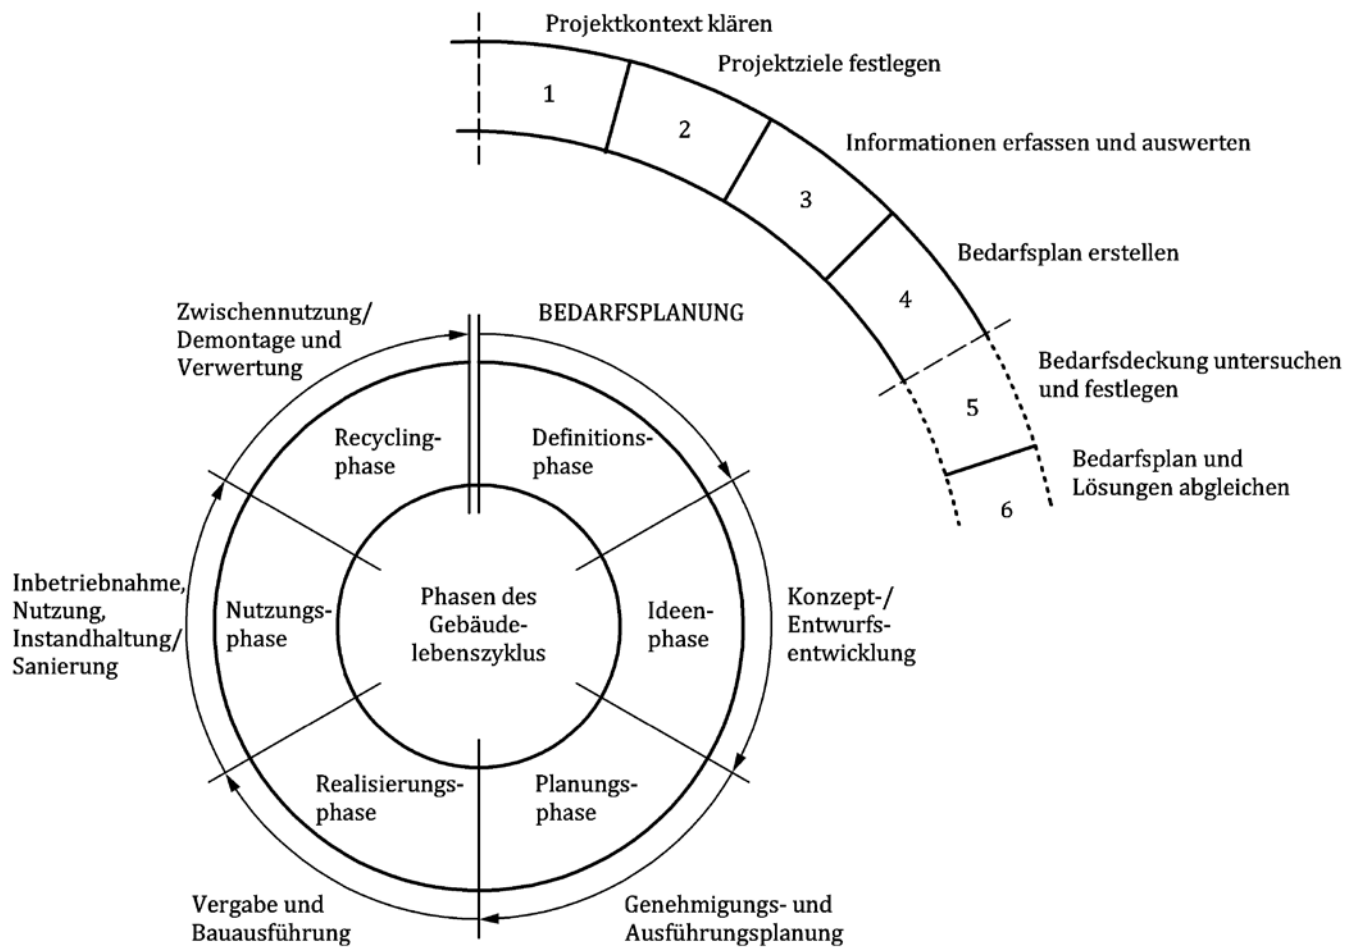 Projektkontext klären
Projektziele festlegen
1
2
Informationen erfassen und auswerten
3
Bedarfsplan erstellen
4
Bedarfsdeckung untersuchen
und festlegen
5
Bedarfsplan und
Lösungen abgleichen
6
Zwischennutzung/
Demontage und
Verwertung
BEDARFSPLANUNG
Recycling-
phase
Definitions-
phase
Inbetriebnahme,
Nutzung,
Instandhaltung/
Sanierung
Nutzungs-
phase
Phasen des
Gebäude-
lebenszyklus
Ideen-
phase
Konzept-/
Entwurfs-
entwicklung
Realisierungs-
phase
Planungs-
phase
Vergabe und
Bauausführung
Genehmigungs- und
Ausführungsplanung